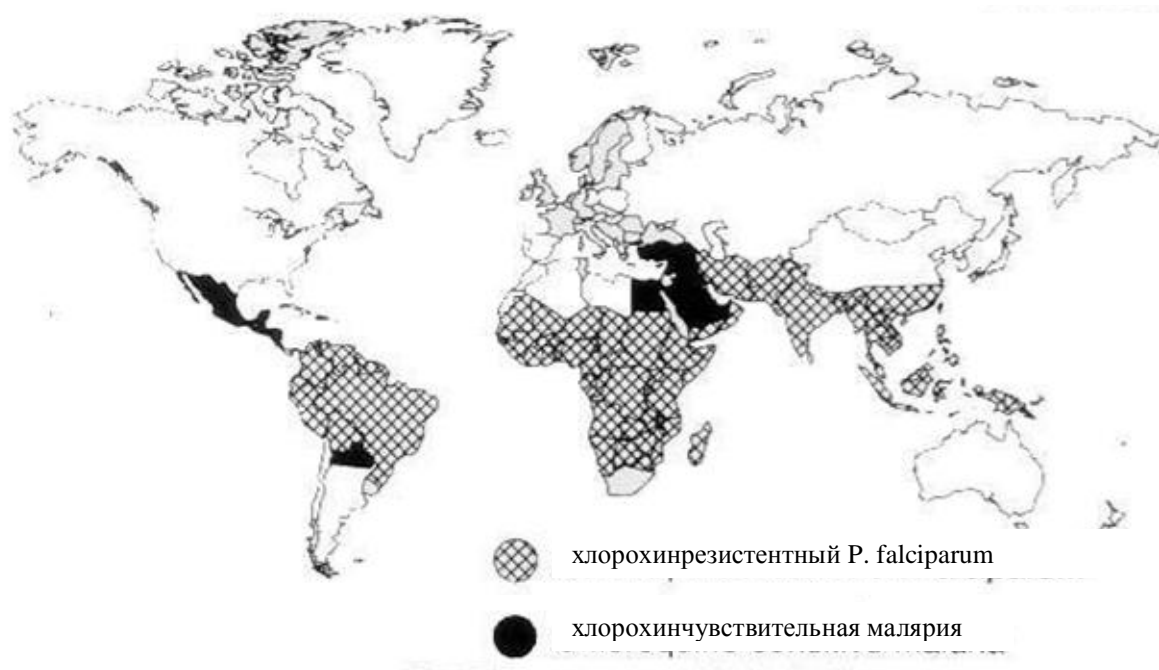 хлорохинрезистентный P. falciparum
хлорохинчувствительная малярия